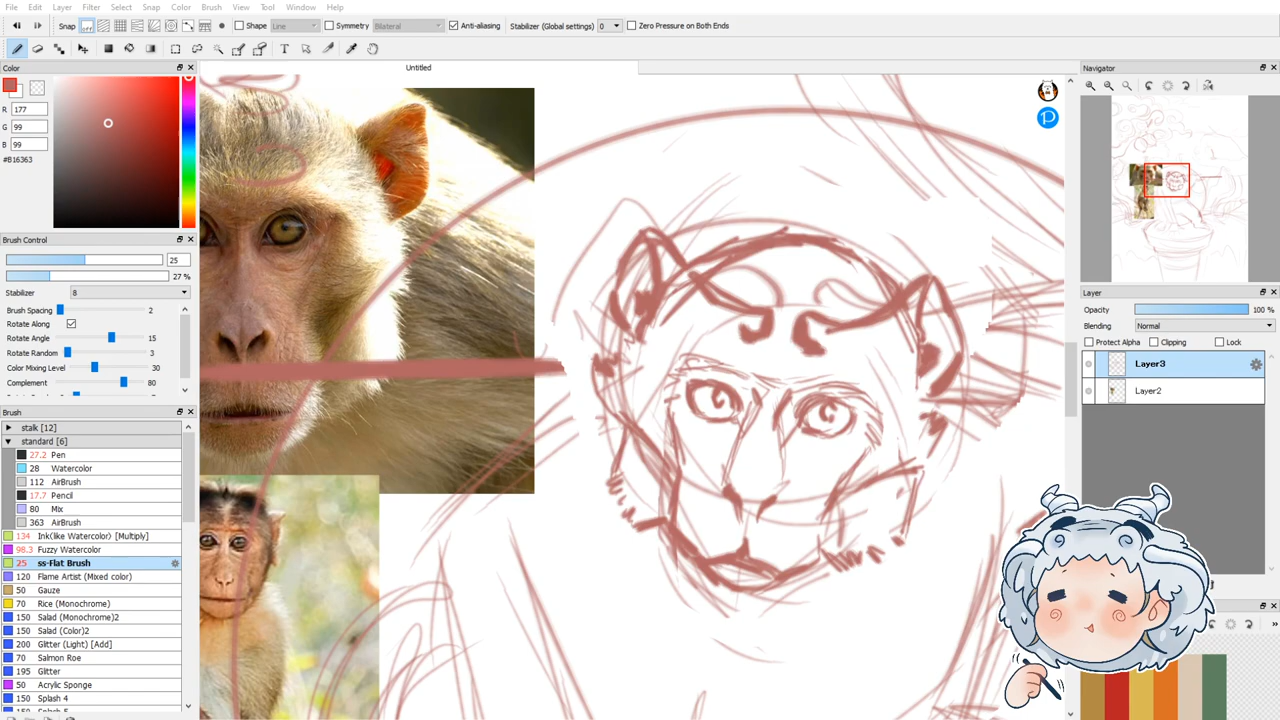 File Edit Layer Filter Select Snap Color Brush View Tool Window Help
Snap off Shape Line Symmetry Bilateral Anti-aliasing Stabilizer (Global settings) 0 Zero Pressure on Both Ends
Color
Untitled
Navigator
R 177
G 99
B 99
#B16363
Brush Control
25
27 %
Stabilizer 8
Brush Spacing 2
Rotate Along
Rotate Angle 15
Rotate Random 3
Color Mixing Level 30
Complement 80
Layer
Opacity 100 %
Blending Normal
Protect Alpha Clipping Lock
Layer3
Layer2
Brush
stalk [12]
standard [6]
27.2 Pen
28 Watercolor
112 AirBrush
17.7 Pencil
80 Mix
363 AirBrush
134 Ink(like Watercolor) [Multiply]
98.3 Fuzzy Watercolor
25 ss-Flat Brush
120 Flame Artist (Mixed color)
50 Gauze
70 Rice (Monochrome)
150 Salad (Monochrome)2
150 Salad (Color)2
200 Glitter (Light) [Add]
70 Salmon Roe
195 Glitter
50 Acrylic Sponge
150 Splash 4